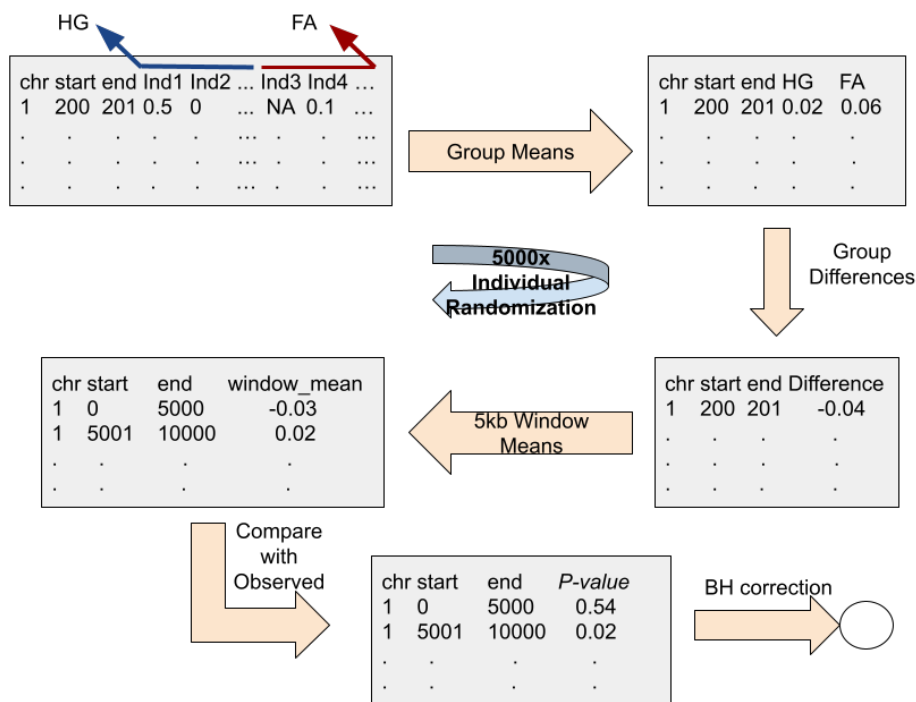 HG
FA
chr start end Ind1 Ind2 ... Ind3 Ind4 ...
1 200 201 0.5 0 ... NA 0.1 ...
. . . . . ... . . ...
. . . . . ... . . ...
. . . . . ... . . ...
Group Means
chr start end HG FA
1 200 201 0.02 0.06
. . . . .
. . . . .
. . . . .
5000x
Individual
Randomization
Group
Differences
chr start end Difference
1 200 201 -0.04
. . . .
. . . .
. . . .
5kb Window
Means
chr start end window_mean
1 0 5000 -0.03
1 5001 10000 0.02
. . . .
. . . .
Compare
with
Observed
chr start end P-value
1 0 5000 0.54
1 5001 10000 0.02
. . . .
. . . .
BH correction